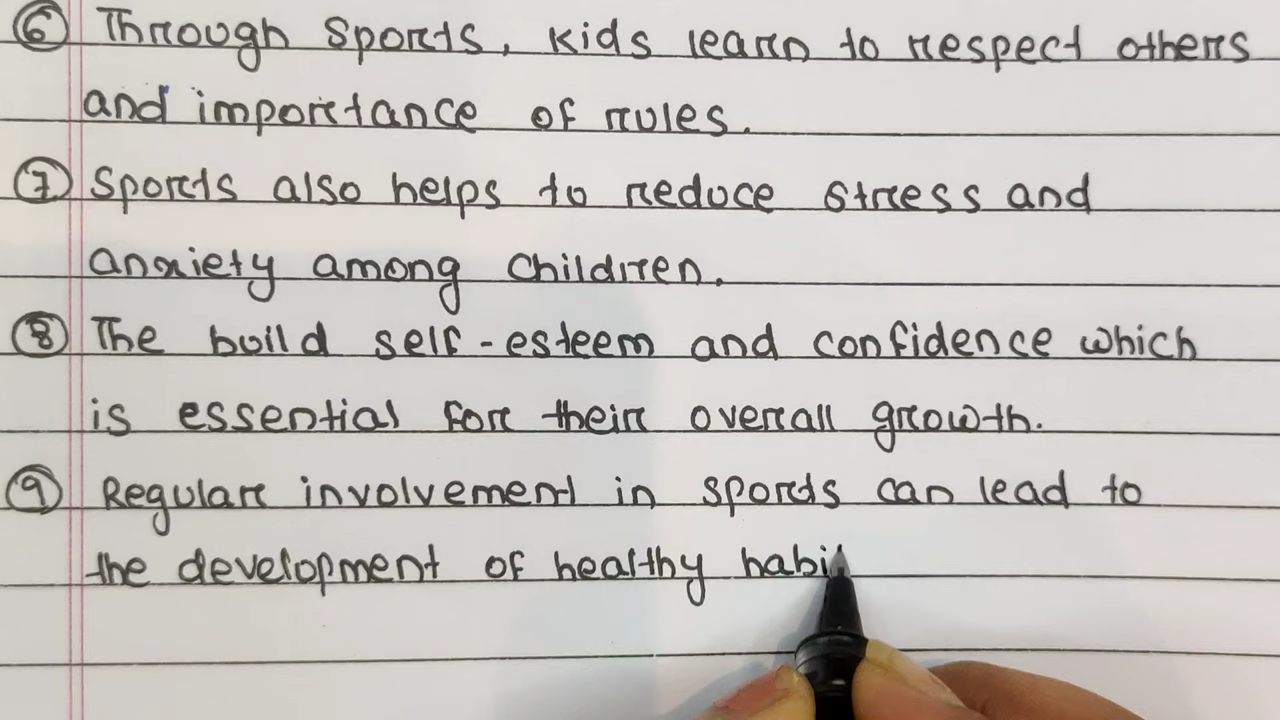 ⑥ Through Sports, kids learn to respect others
and importance of rules.
⑦ Sports also helps to reduce stress and
anxiety among children.
⑧ The build self-esteem and confidence which
is essential for their overall growth.
⑨ Regular involvement in sports can lead to
the development of healthy habi